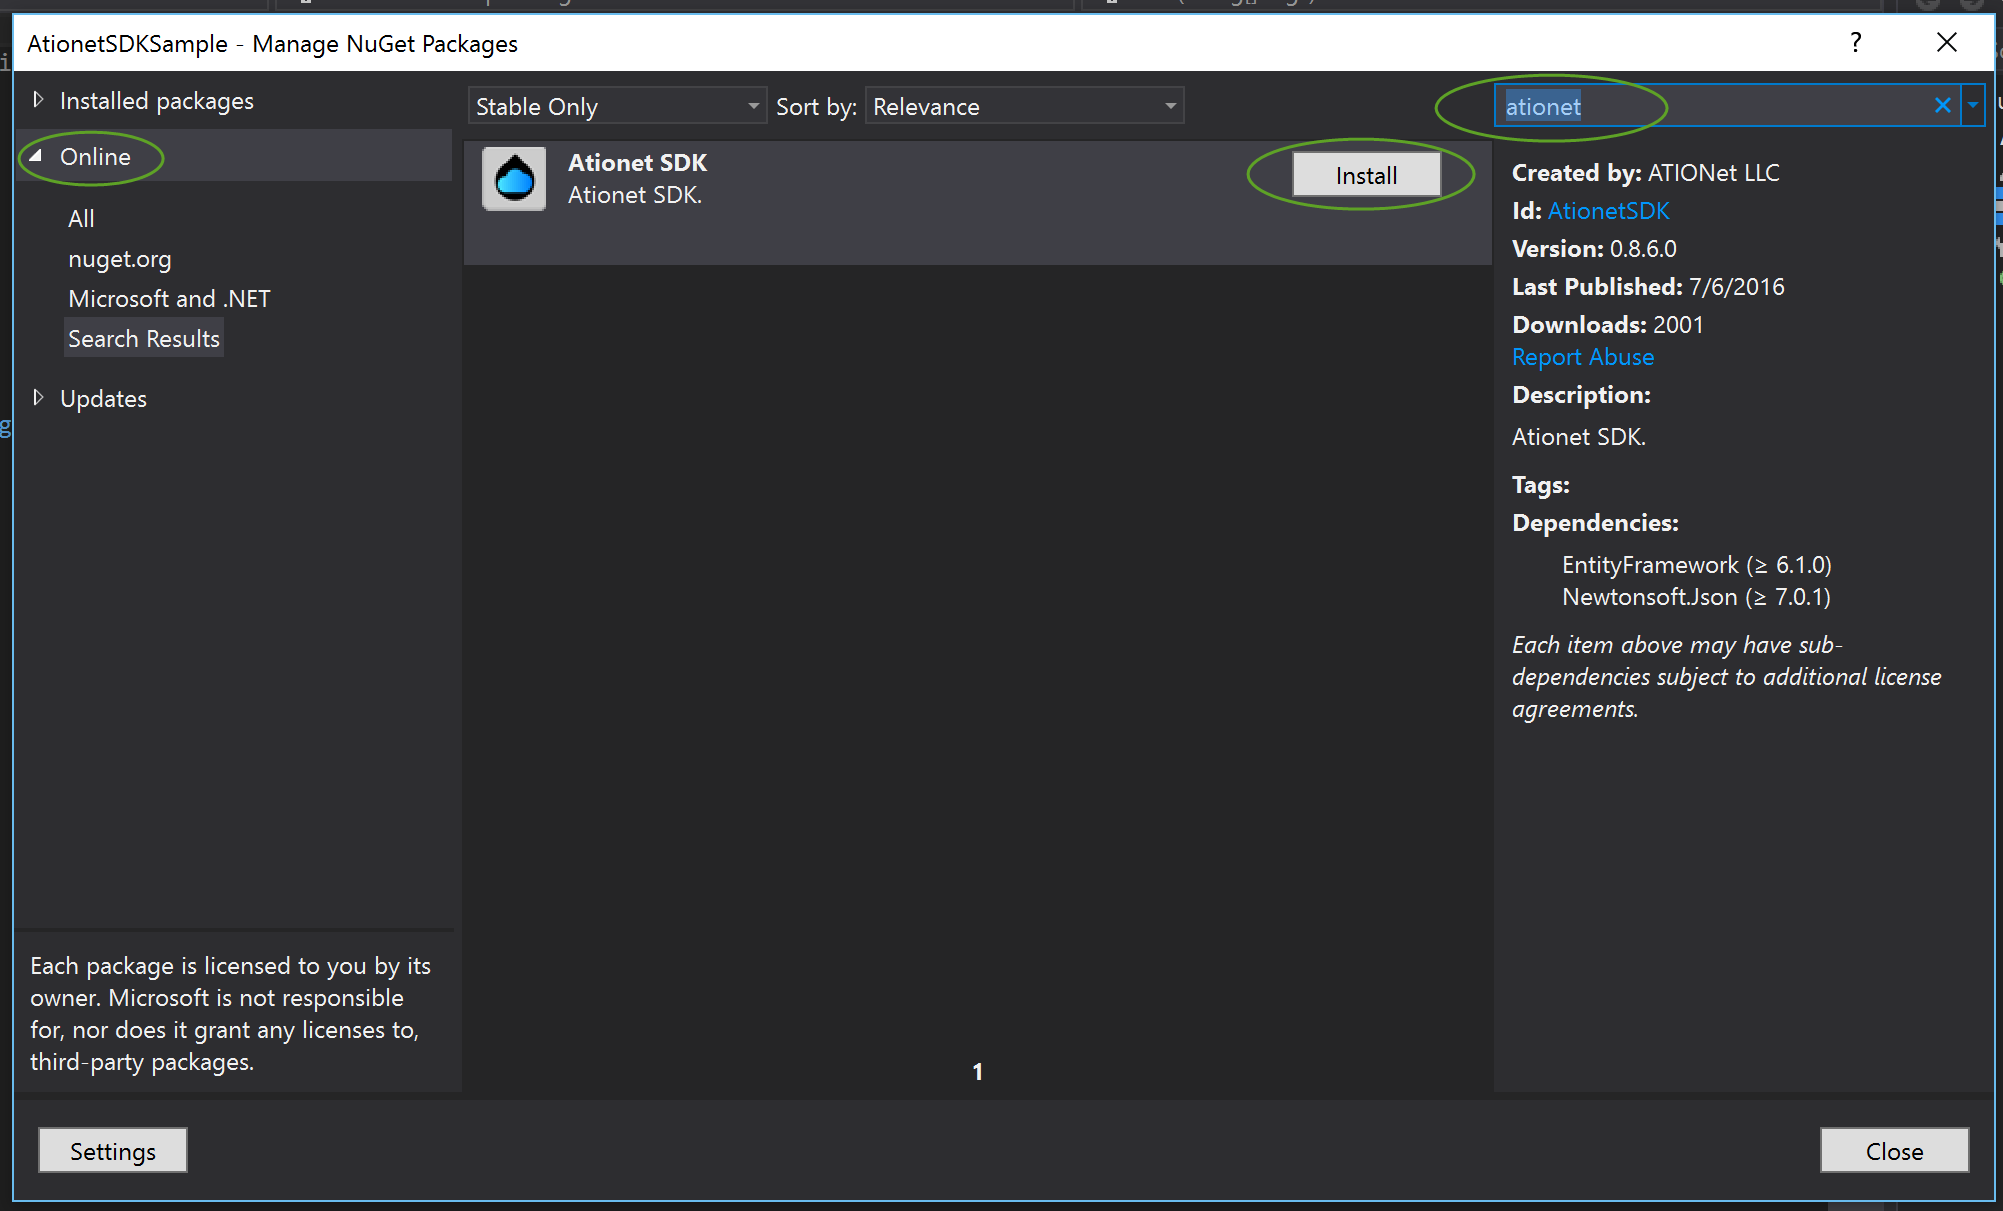 AtionetSDKSample - Manage NuGet Packages
?
Installed packages
Online
All
nuget.org
Microsoft and .NET
Search Results
Updates
Each package is licensed to you by its
owner. Microsoft is not responsible
for, nor does it grant any licenses to,
third-party packages.
Stable Only
Sort by: Relevance
Ationet SDK
Ationet SDK.
Install
1
ationet
Created by: ATIONet LLC
Id: AtionetSDK
Version: 0.8.6.0
Last Published: 7/6/2016
Downloads: 2001
Report Abuse
Description:
Ationet SDK.
Tags:
Dependencies:
EntityFramework (≥ 6.1.0)
Newtonsoft.Json (≥ 7.0.1)
Each item above may have sub-
dependencies subject to additional license
agreements.
Settings
Close